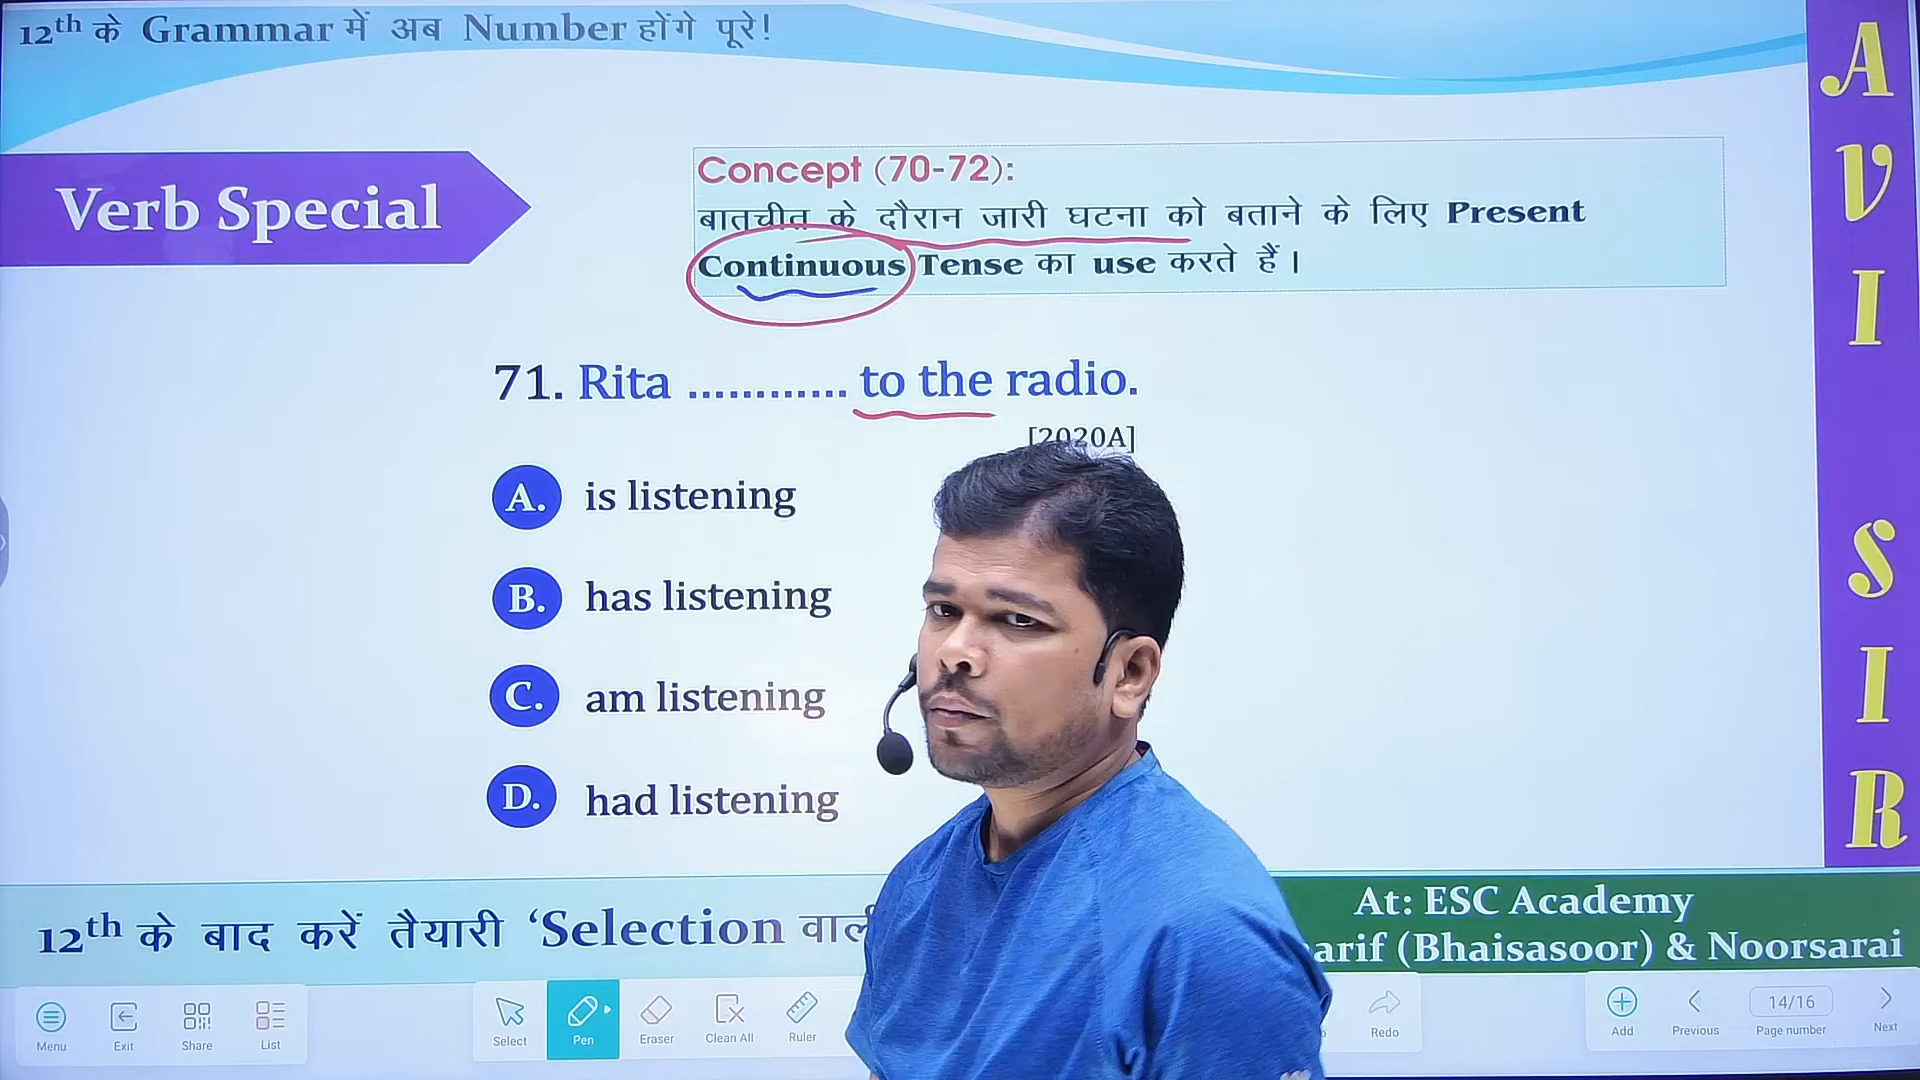 12th के Grammar में अब Number होंगे पूरे!
Verb Special
Concept (70-72):
बातचीत के दौरान जारी घटना को बताने के लिए Present
Continuous Tense का use करते हैं।
71. Rita ............ to the radio.
[2020A]
A. is listening
B. has listening
C. am listening
D. had listening
AVI SIR
12th के बाद करें तैयारी ‘Selection
At: ESC Academy
(Bhaisasoor) & Noorsarai
Menu
Exit
Share
List
Select
Pen
Eraser
Clean All
Ruler
Redo
Add
Previous
14/16
Page number
Next